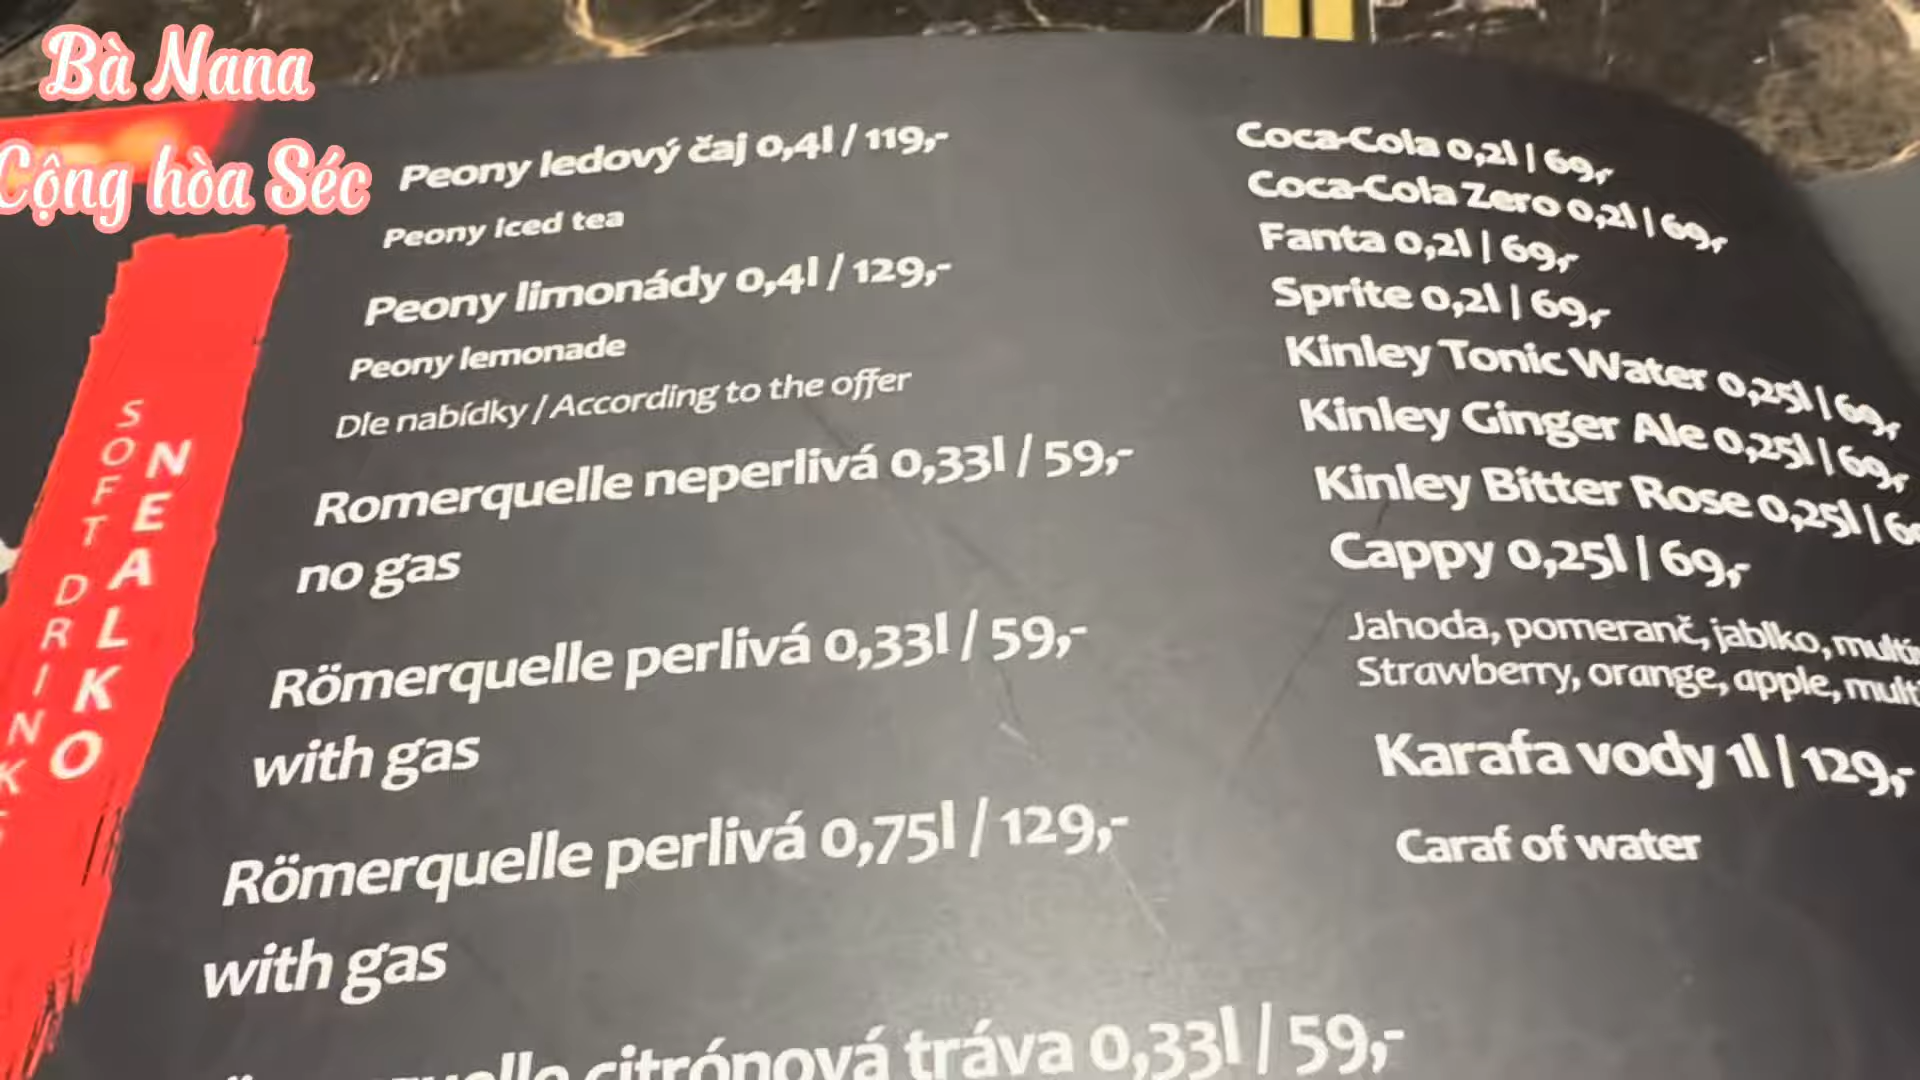 Bà Nana
Cộng hòa Séc
SOFT DRINKS
NEALKO
Peony ledový čaj 0,4l / 119,-
Peony iced tea
Peony limonády 0,4l / 129,-
Peony lemonade
Dle nabídky / According to the offer
Romerquelle neperlivá 0,33l / 59,-
no gas
Römerquelle perlivá 0,33l / 59,-
with gas
Römerquelle perlivá 0,75l / 129,-
with gas
citrónová tráva 0,33l / 59,-
Coca-Cola 0,2l | 69,-
Coca-Cola Zero 0,2l | 69,-
Fanta 0,2l | 69,-
Sprite 0,2l | 69,-
Kinley Tonic Water 0,25l | 69,-
Kinley Ginger Ale 0,25l | 69,-
Kinley Bitter Rose 0,25l |
Cappy 0,25l | 69,-
Jahoda, pomeranč, jablko,
Strawberry, orange, apple,
Karafa vody 1l | 129,-
Caraf of water